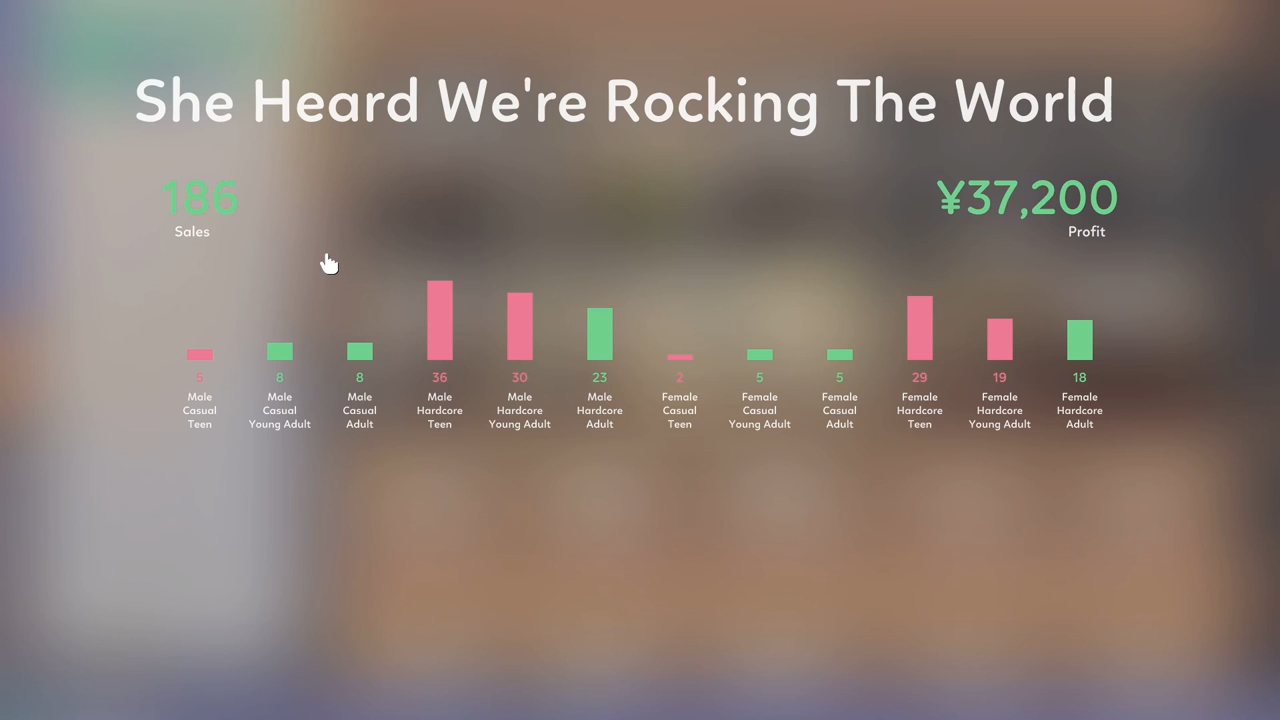 She Heard We're Rocking The World
186
¥37,200
Sales
Profit
5 8 8 36 30 23 2 5 5 29 19 18
Male Male Male Male Male Male Female Female Female Female Female Female
Casual Casual Casual Hardcore Hardcore Hardcore Casual Casual Casual Hardcore Hardcore Hardcore
Teen Young Adult Adult Teen Young Adult Adult Teen Young Adult Adult Teen Young Adult Adult